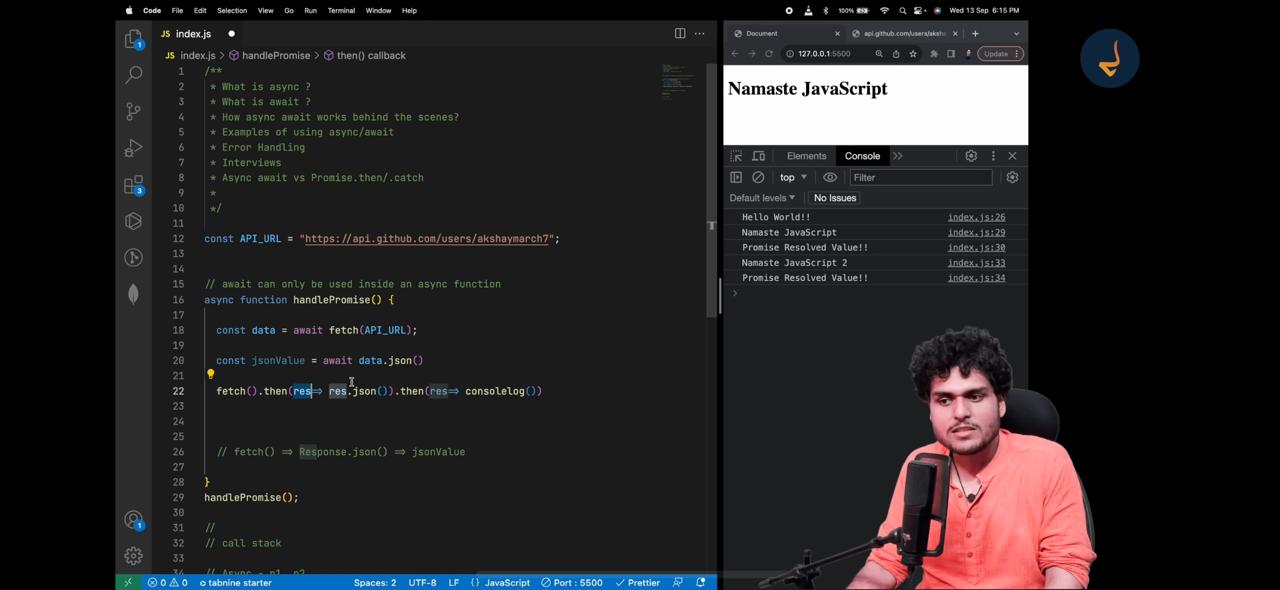 Code File Edit Selection View Go Run Terminal Window Help 100% Wed 13 Sep 6:15 PM
index.js
index.js > handlePromise > then() callback
1 /**
2 * What is async ?
3 * What is await ?
4 * How async await works behind the scenes?
5 * Examples of using async/await
6 * Error Handling
7 * Interviews
8 * Async await vs Promise.then/.catch
9 *
10 */
11
12 const API_URL = "https://api.github.com/users/akshaymarch7";
13
14
15 // await can only be used inside an async function
16 async function handlePromise() {
17
18 const data = await fetch(API_URL);
19
20 const jsonValue = await data.json()
21
22 fetch().then(res⇒ res.json()).then(res⇒ consolelog())
23
24
25
26 // fetch() ⇒ Response.json() ⇒ jsonValue
27
28 }
29 handlePromise();
30
31 //
32 // call stack
33
34 // Async - p1, p2
1
3
1
0 0 tabnine starter Spaces: 2 UTF-8 LF {} JavaScript Port : 5500 Prettier
Document api.github.com/users/aksha
127.0.0.1:5500 Update
Namaste JavaScript
Elements Console
top Filter
Default levels No Issues
Hello World!! index.js:26
Namaste JavaScript index.js:29
Promise Resolved Value!! index.js:30
Namaste JavaScript 2 index.js:33
Promise Resolved Value!! index.js:34